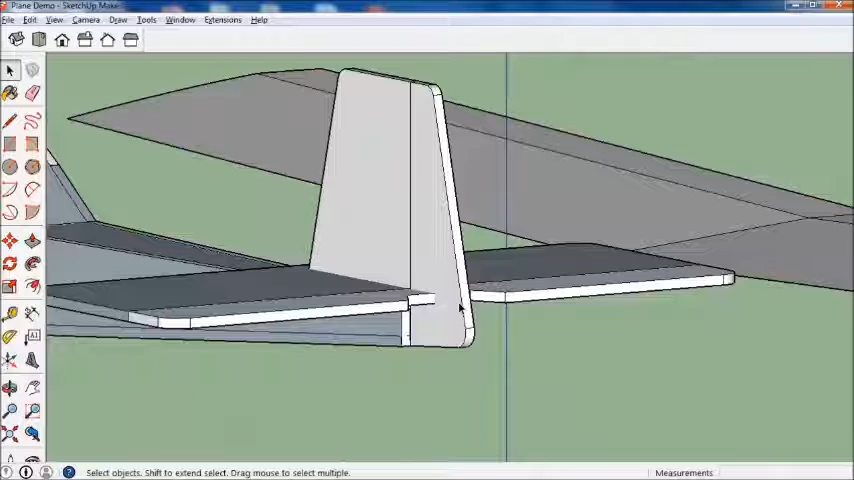 Plane Demo - SketchUp Make
File Edit View Camera Draw Tools Window Extensions Help
A1
Select objects. Shift to extend select. Drag mouse to select multiple.
Measurements